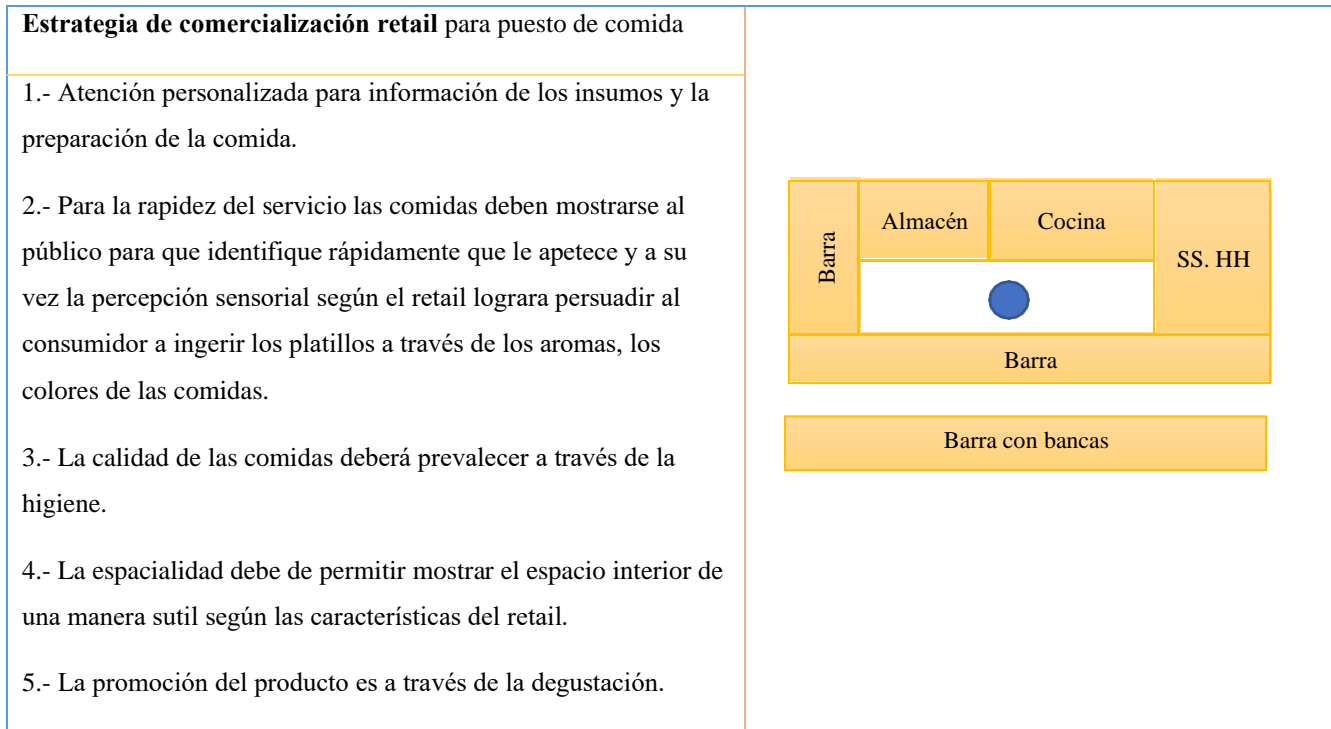 Estrategia de comercialización retail para puesto de comida
1.- Atención personalizada para información de los insumos y la
preparación de la comida.
2.- Para la rapidez del servicio las comidas deben mostrarse al
público para que identifique rápidamente que le apetece y a su
vez la percepción sensorial según el retail lograra persuadir al
consumidor a ingerir los platillos a través de los aromas, los
colores de las comidas.
3.- La calidad de las comidas deberá prevalecer a través de la
higiene.
4.- La espacialidad debe de permitir mostrar el espacio interior de
una manera sutil según las características del retail.
5.- La promoción del producto es a través de la degustación.
Barra
Almacén
Cocina
SS. HH
Barra
Barra con bancas